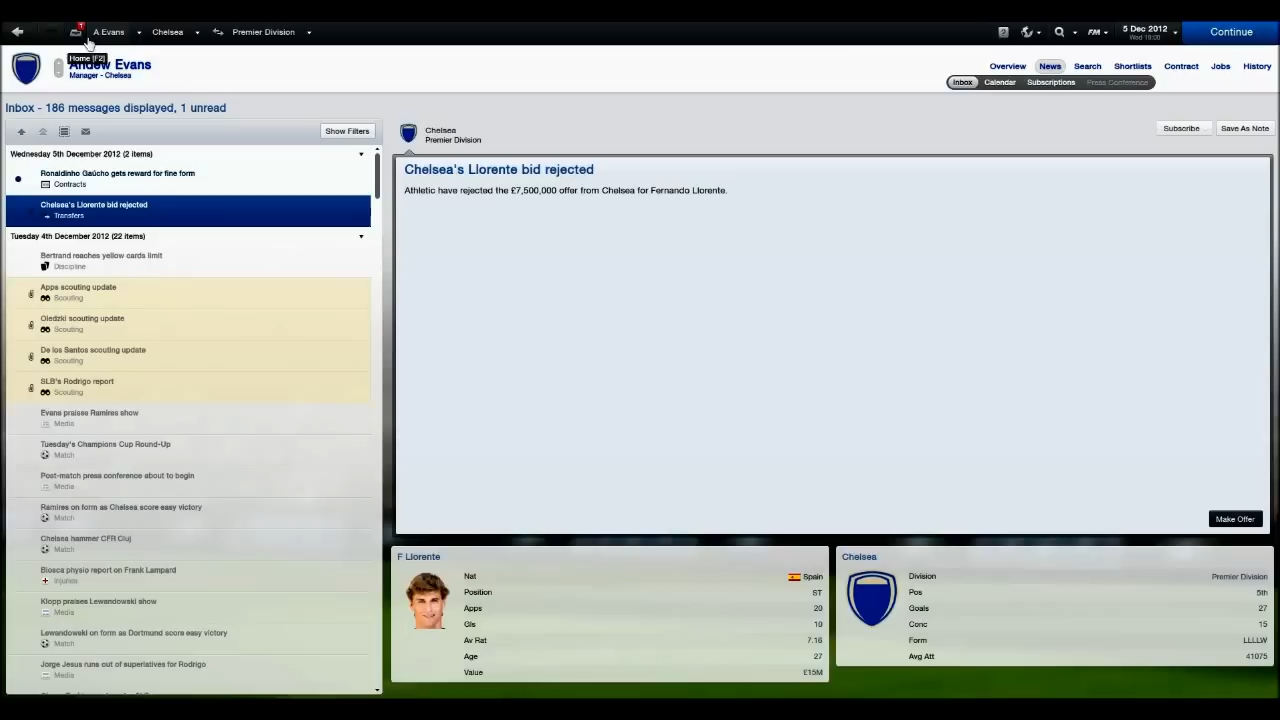 1
A Evans
Chelsea
Premier Division
FM
5 Dec 2012
Wed 18:00
Continue
Home [F2]
Andew Evans
Manager - Chelsea
Overview
News
Search
Shortlists
Contract
Jobs
History
Inbox
Calendar
Subscriptions
Press Conference
Inbox - 186 messages displayed, 1 unread
Show Filters
Wednesday 5th December 2012 (2 items)
Ronaldinho Gaúcho gets reward for fine form
Contracts
Chelsea's Llorente bid rejected
Transfers
Tuesday 4th December 2012 (22 items)
Bertrand reaches yellow cards limit
Discipline
Apps scouting update
Scouting
Oledzki scouting update
Scouting
De los Santos scouting update
Scouting
SLB's Rodrigo report
Scouting
Evans praises Ramires show
Media
Tuesday's Champions Cup Round-Up
Match
Post-match press conference about to begin
Media
Ramires on form as Chelsea score easy victory
Match
Chelsea hammer CFR Cluj
Match
Biosca physio report on Frank Lampard
Injuries
Klopp praises Lewandowski show
Media
Lewandowski on form as Dortmund score easy victory
Match
Jorge Jesus runs out of superlatives for Rodrigo
Media
Chelsea
Premier Division
Subscribe
Save As Note
Chelsea's Llorente bid rejected
Athletic have rejected the £7,500,000 offer from Chelsea for Fernando Llorente.
Make Offer
F Llorente
Nat Spain
Position ST
Apps 20
Gls 10
Av Rat 7.16
Age 27
Value £15M
Chelsea
Division Premier Division
Pos 5th
Goals 27
Conc 15
Form LLLLW
Avg Att 41075